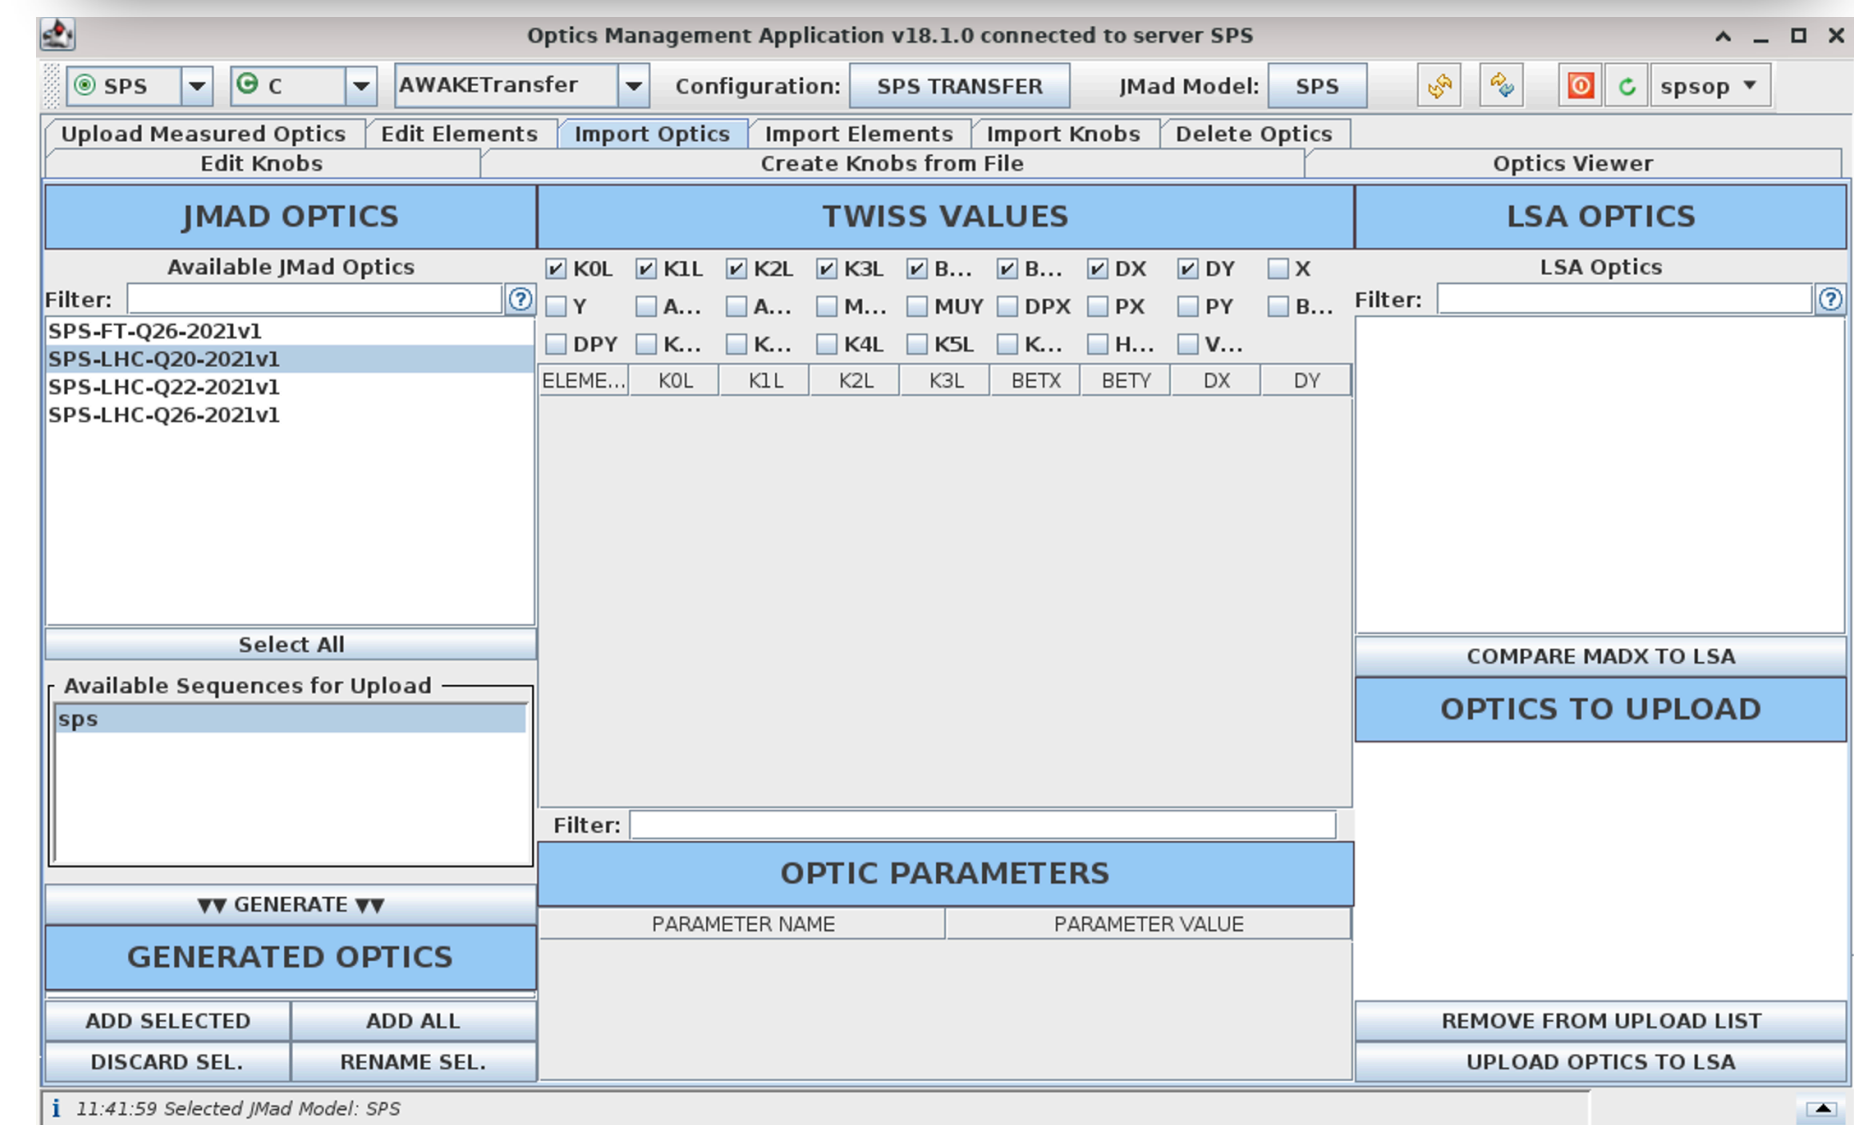 Optics Management Application v18.1.0 connected to server SPS
SPS C AWAKETransfer Configuration: SPS TRANSFER JMad Model: SPS spsop
Upload Measured Optics Edit Elements Import Optics Import Elements Import Knobs Delete Optics
Edit Knobs Create Knobs from File Optics Viewer
JMAD OPTICS
Available JMad Optics
Filter:
SPS-FT-Q26-2021v1
SPS-LHC-Q20-2021v1
SPS-LHC-Q22-2021v1
SPS-LHC-Q26-2021v1
Select All
Available Sequences for Upload
sps
▼▼ GENERATE ▼▼
GENERATED OPTICS
ADD SELECTED ADD ALL
DISCARD SEL. RENAME SEL.
TWISS VALUES
K0L K1L K2L K3L B... B... DX DY X
Y A... A... M... MUY DPX PX PY B...
DPY K... K... K4L K5L K... H... V...
ELEME... K0L K1L K2L K3L BETX BETY DX DY
Filter:
OPTIC PARAMETERS
PARAMETER NAME PARAMETER VALUE
LSA OPTICS
LSA Optics
Filter:
COMPARE MADX TO LSA
OPTICS TO UPLOAD
REMOVE FROM UPLOAD LIST
UPLOAD OPTICS TO LSA
11:41:59 Selected JMad Model: SPS